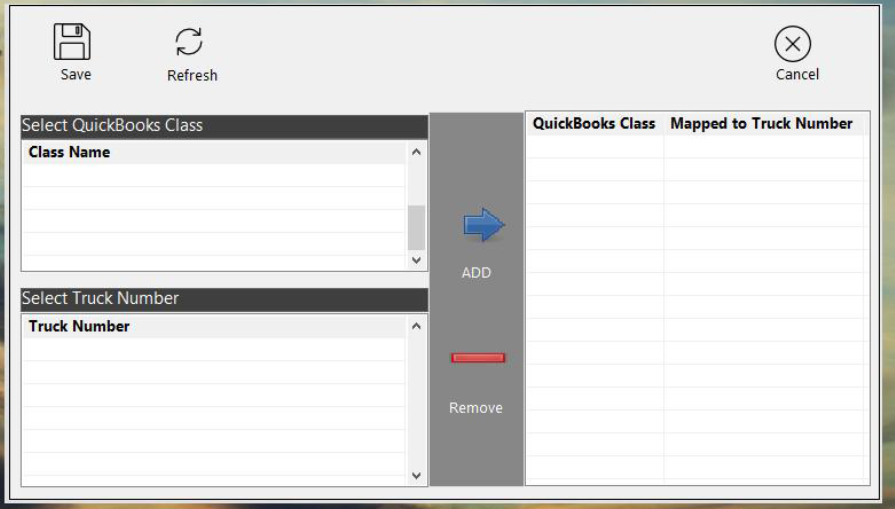 Save
Refresh
Cancel
Select QuickBooks Class
Class Name
Select Truck Number
Truck Number
ADD
Remove
QuickBooks Class Mapped to Truck Number